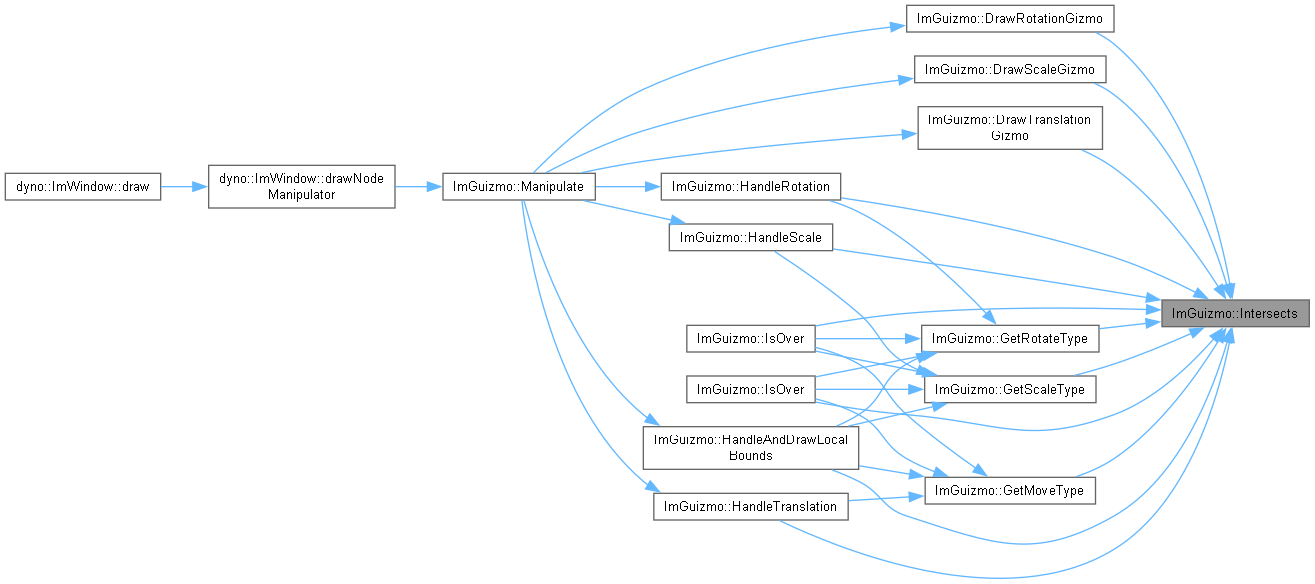 ImGuizmo::DrawRotationGizmo
ImGuizmo::DrawScaleGizmo
ImGuizmo::DrawTranslation
Gizmo
dyno::ImWindow::draw
dyno::ImWindow::drawNode
Manipulator
ImGuizmo::Manipulate
ImGuizmo::HandleRotation
ImGuizmo::HandleScale
ImGuizmo::Intersects
ImGuizmo::IsOver
ImGuizmo::GetRotateType
ImGuizmo::IsOver
ImGuizmo::GetScaleType
ImGuizmo::HandleAndDrawLocal
Bounds
ImGuizmo::GetMoveType
ImGuizmo::HandleTranslation